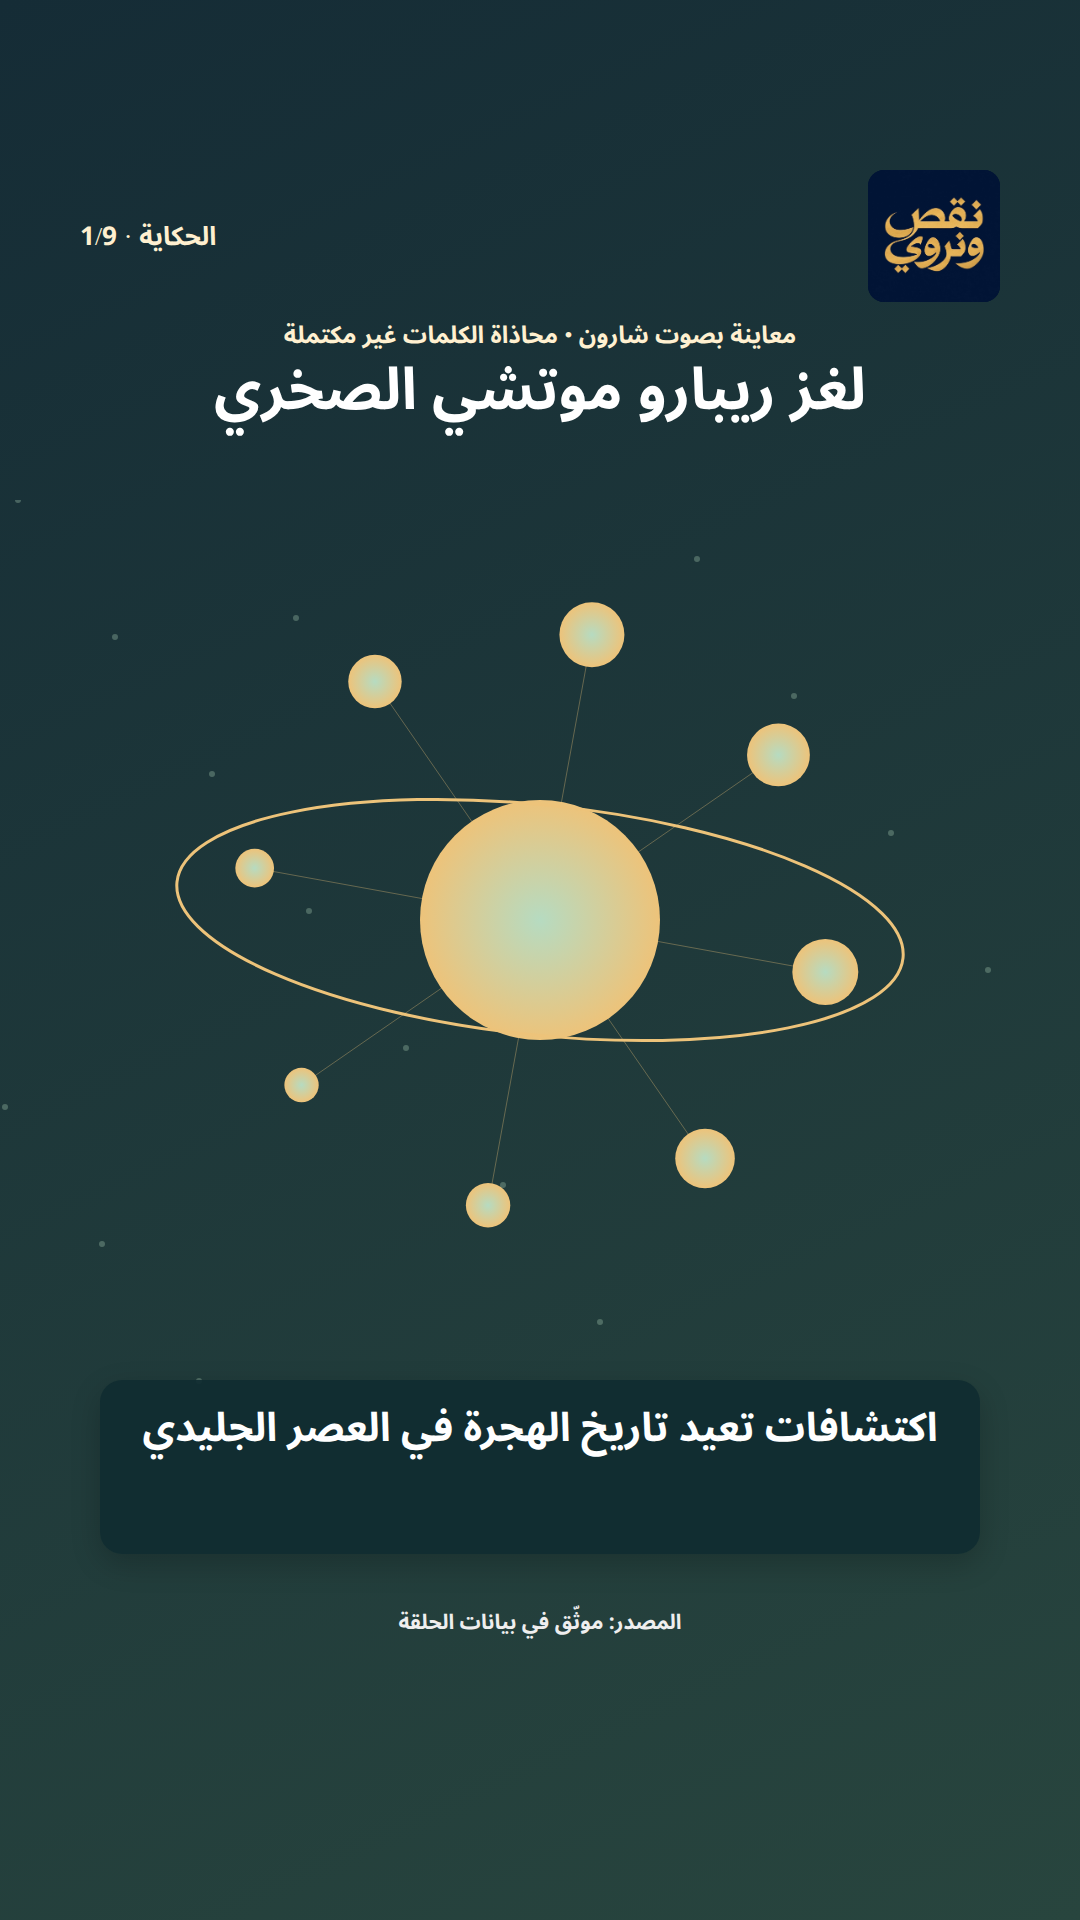 نقص
ونروي
الحكاية · 1/9
معاينة بصوت شارون • محاذاة الكلمات غير مكتملة
لغز ريبارو موتشي الصخري
اكتشافات تعيد تاريخ الهجرة في العصر الجليدي
المصدر: موثّق في بيانات الحلقة